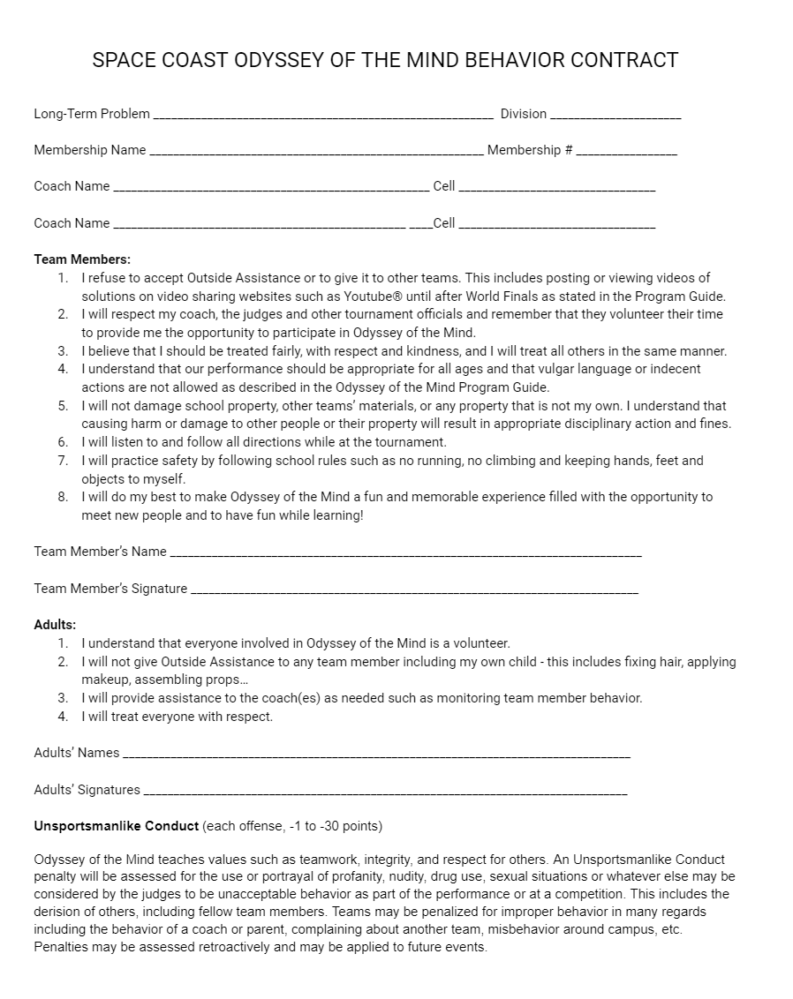 SPACE COAST ODYSSEY OF THE MIND BEHAVIOR CONTRACT
Long-Term Problem ______________________________________________ Division __________________
Membership Name _____________________________________________ Membership # ______________
Coach Name ___________________________________________ Cell ___________________________
Coach Name ________________________________________ ____Cell ___________________________
Team Members:
1. I refuse to accept Outside Assistance or to give it to other teams. This includes posting or viewing videos of
solutions on video sharing websites such as Youtube® until after World Finals as stated in the Program Guide.
2. I will respect my coach, the judges and other tournament officials and remember that they volunteer their time
to provide me the opportunity to participate in Odyssey of the Mind.
3. I believe that I should be treated fairly, with respect and kindness, and I will treat all others in the same manner.
4. I understand that our performance should be appropriate for all ages and that vulgar language or indecent
actions are not allowed as described in the Odyssey of the Mind Program Guide.
5. I will not damage school property, other teams’ materials, or any property that is not my own. I understand that
causing harm or damage to other people or their property will result in appropriate disciplinary action and fines.
6. I will listen to and follow all directions while at the tournament.
7. I will practice safety by following school rules such as no running, no climbing and keeping hands, feet and
objects to myself.
8. I will do my best to make Odyssey of the Mind a fun and memorable experience filled with the opportunity to
meet new people and to have fun while learning!
Team Member’s Name ________________________________________________________________
Team Member’s Signature _____________________________________________________________
Adults:
1. I understand that everyone involved in Odyssey of the Mind is a volunteer.
2. I will not give Outside Assistance to any team member including my own child - this includes fixing hair, applying
makeup, assembling props…
3. I will provide assistance to the coach(es) as needed such as monitoring team member behavior.
4. I will treat everyone with respect.
Adults’ Names _____________________________________________________________________
Adults’ Signatures __________________________________________________________________
Unsportsmanlike Conduct (each offense, -1 to -30 points)
Odyssey of the Mind teaches values such as teamwork, integrity, and respect for others. An Unsportsmanlike Conduct
penalty will be assessed for the use or portrayal of profanity, nudity, drug use, sexual situations or whatever else may be
considered by the judges to be unacceptable behavior as part of the performance or at a competition. This includes the
derision of others, including fellow team members. Teams may be penalized for improper behavior in many regards
including the behavior of a coach or parent, complaining about another team, misbehavior around campus, etc.
Penalties may be assessed retroactively and may be applied to future events.